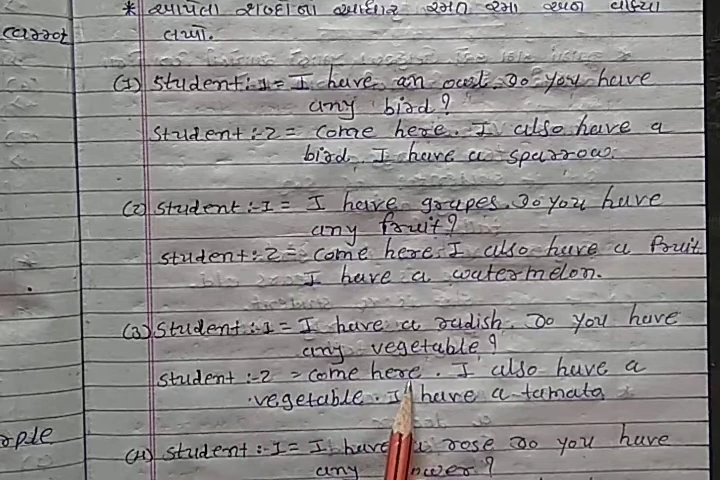 * આપેલા શબ્દોના આધારે
carrot લખો.
(1) Student :-1 = I have an owl. Do you have
any bird?
Student :-2 = come here. I also have a
bird. I have a sparrow.
(2) Student :-1 = I have grapes. Do you have
any fruit?
Student :-2 = come here I also have a fruit
I have a watermelon.
(3) Student :-1 = I have a radish. Do you have
any vegetable?
Student :-2 = come here. I also have a
vegetable. I have a tamato
(4) Student :-1 = I have a rose Do you have
any ower?